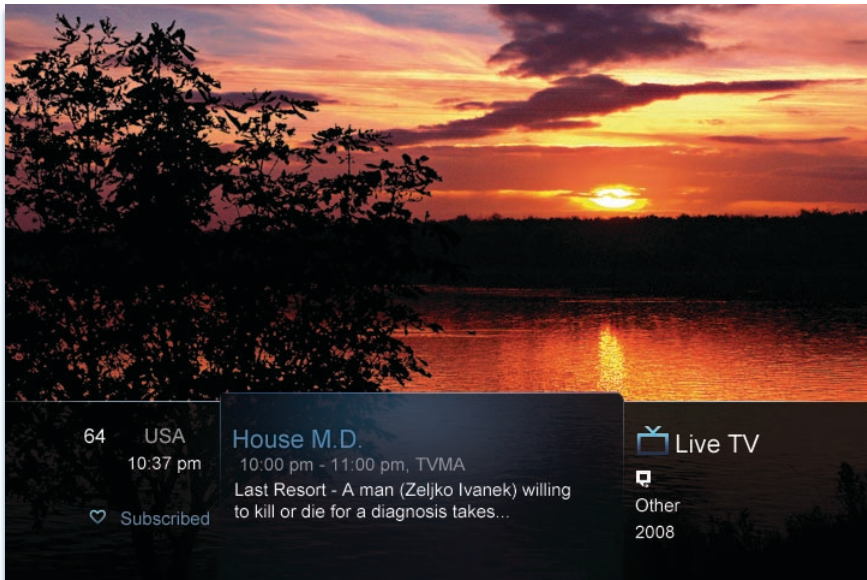 64 USA
10:37 pm
Subscribed
House M.D.
10:00 pm - 11:00 pm, TVMA
Last Resort - A man (Zeljko Ivanek) willing
to kill or die for a diagnosis takes...
Live TV
Other
2008